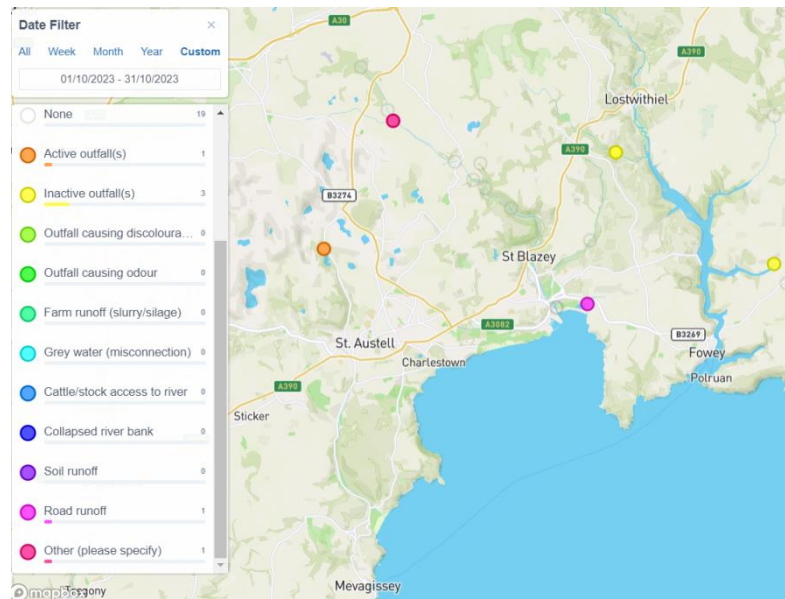 Date Filter ×
All Week Month Year Custom
01/10/2023 - 31/10/2023
None 19
Active outfall(s) 1
Inactive outfall(s) 3
Outfall causing discoloura... 0
Outfall causing odour 0
Farm runoff (slurry/silage) 0
Grey water (misconnection) 0
Cattle/stock access to river 0
Collapsed river bank 0
Soil runoff 0
Road runoff 1
Other (please specify) 1
mapbox
A30
A390
Lostwithiel
A390
B3274
St Blazey
A3082
St. Austell
Charlestown
B3269
Fowey
Polruan
A390
Sticker
Mevagissey